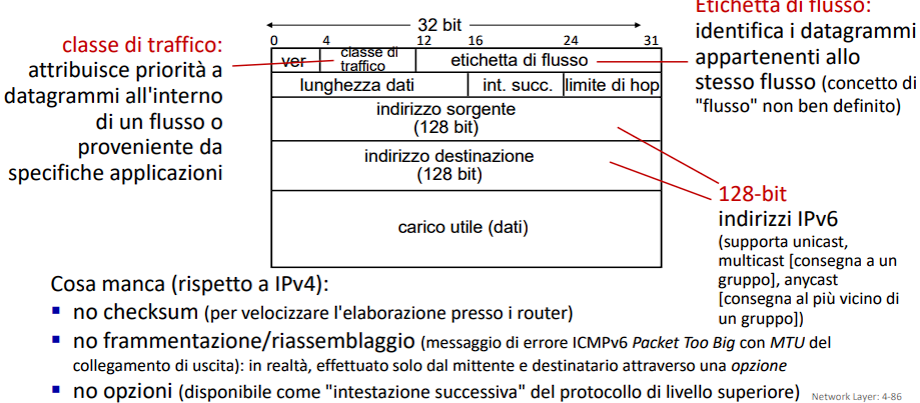 32 bit
0 4 12 16 24 31
ver
classe di
traffico
etichetta di flusso
lunghezza dati
int. succ.
limite di hop
indirizzo sorgente
(128 bit)
indirizzo destinazione
(128 bit)
carico utile (dati)
classe di traffico:
attribuisce priorità a
datagrammi all'interno
di un flusso o
proveniente da
specifiche applicazioni
Etichetta di flusso:
identifica i datagrammi
appartenenti allo
stesso flusso (concetto di
"flusso" non ben definito)
128-bit
indirizzi IPv6
(supporta unicast,
multicast [consegna a un
gruppo], anycast
[consegna al più vicino di
un gruppo])
Cosa manca (rispetto a IPv4):
▪ no checksum (per velocizzare l'elaborazione presso i router)
▪ no frammentazione/riassemblaggio (messaggio di errore ICMPv6 Packet Too Big con MTU del
collegamento di uscita): in realtà, effettuato solo dal mittente e destinatario attraverso una opzione
▪ no opzioni (disponibile come "intestazione successiva" del protocollo di livello superiore)
Network Layer: 4-86